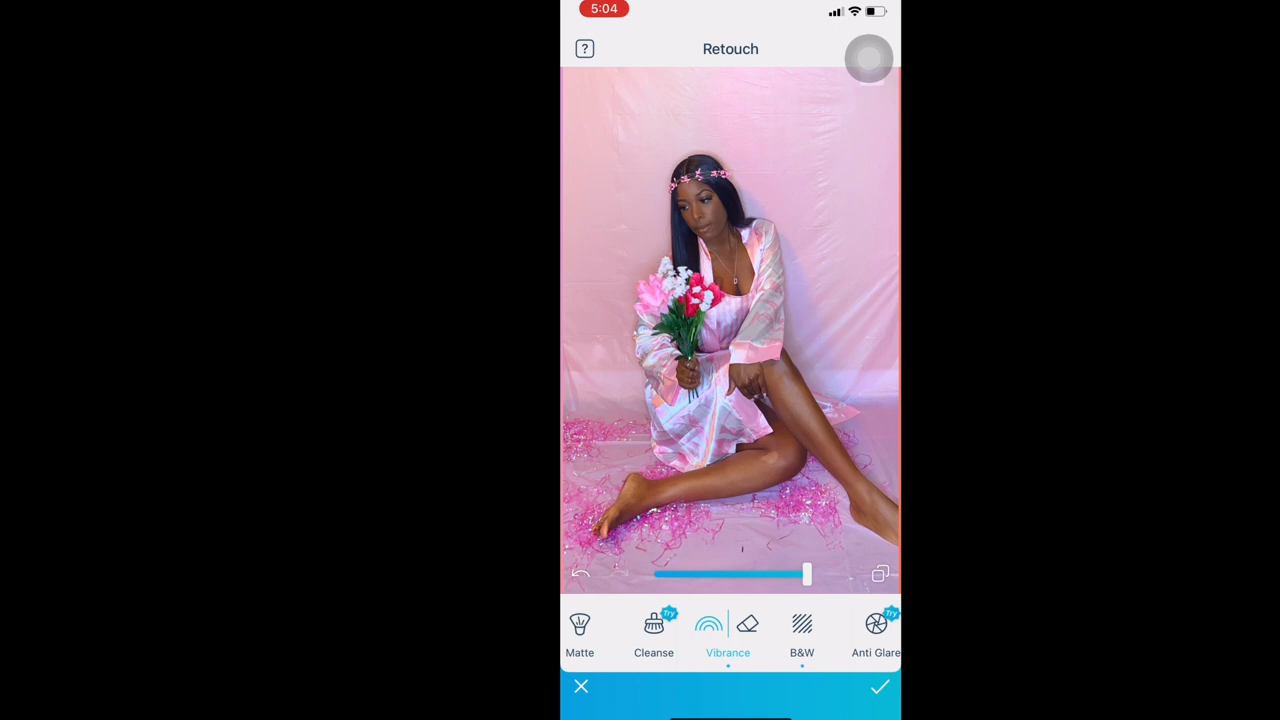 5:04
?
Retouch
Try
Try
Matte
Cleanse
Vibrance
B&W
Anti Glare